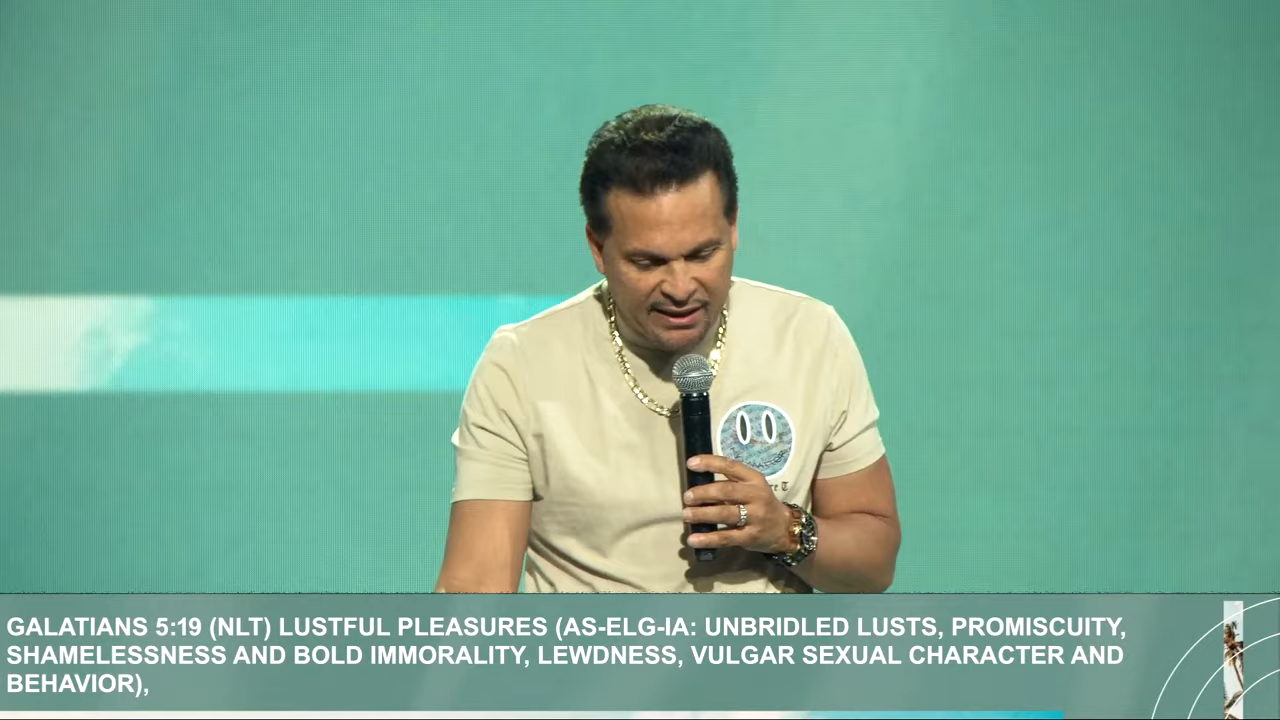 GALATIANS 5:19 (NLT) LUSTFUL PLEASURES (AS-ELG-IA: UNBRIDLED LUSTS, PROMISCUITY,
SHAMELESSNESS AND BOLD IMMORALITY, LEWDNESS, VULGAR SEXUAL CHARACTER AND
BEHAVIOR),